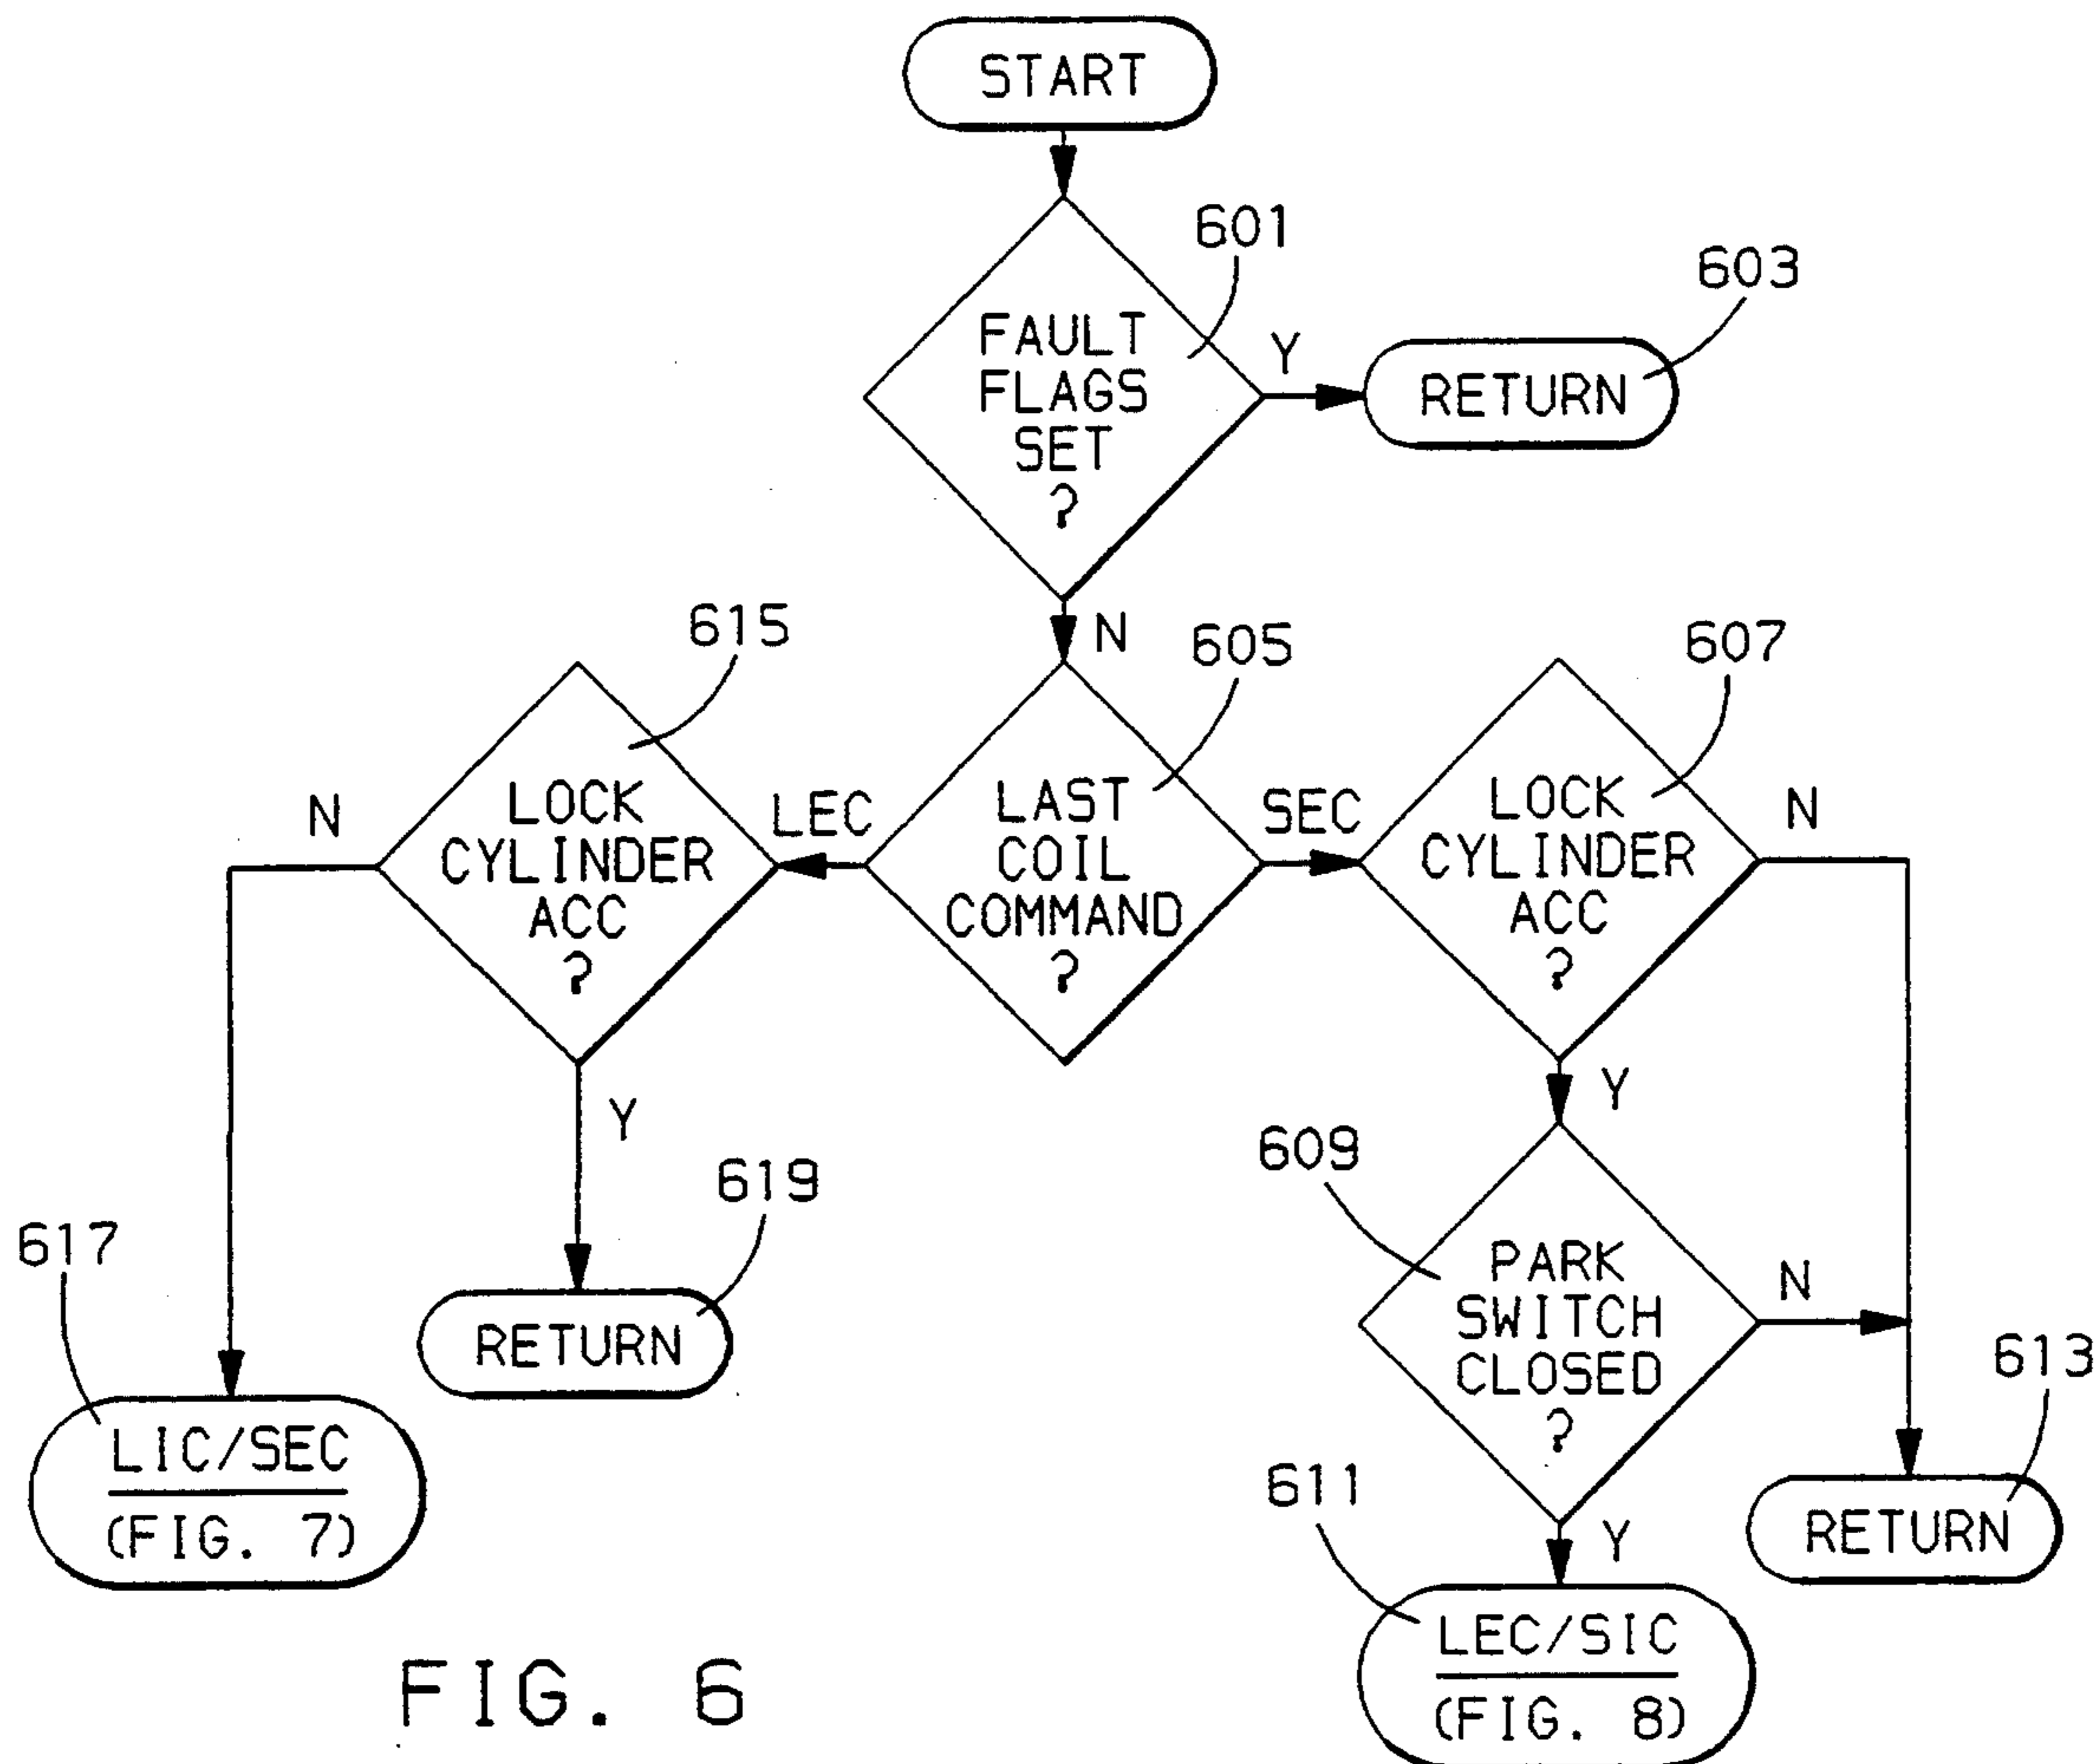 START
601
603
FAULT
FLAGS
SET
?
Y
RETURN
N
615
605
607
LOCK
CYLINDER
ACC
?
N
LEC
LAST
COIL
COMMAND
?
SEC
LOCK
CYLINDER
ACC
?
N
Y
Y
609
619
617
PARK
SWITCH
CLOSED
?
N
613
RETURN
LIC/SEC
(FIG. 7)
611
Y
RETURN
LEC/SIC
(FIG. 8)
FIG. 6